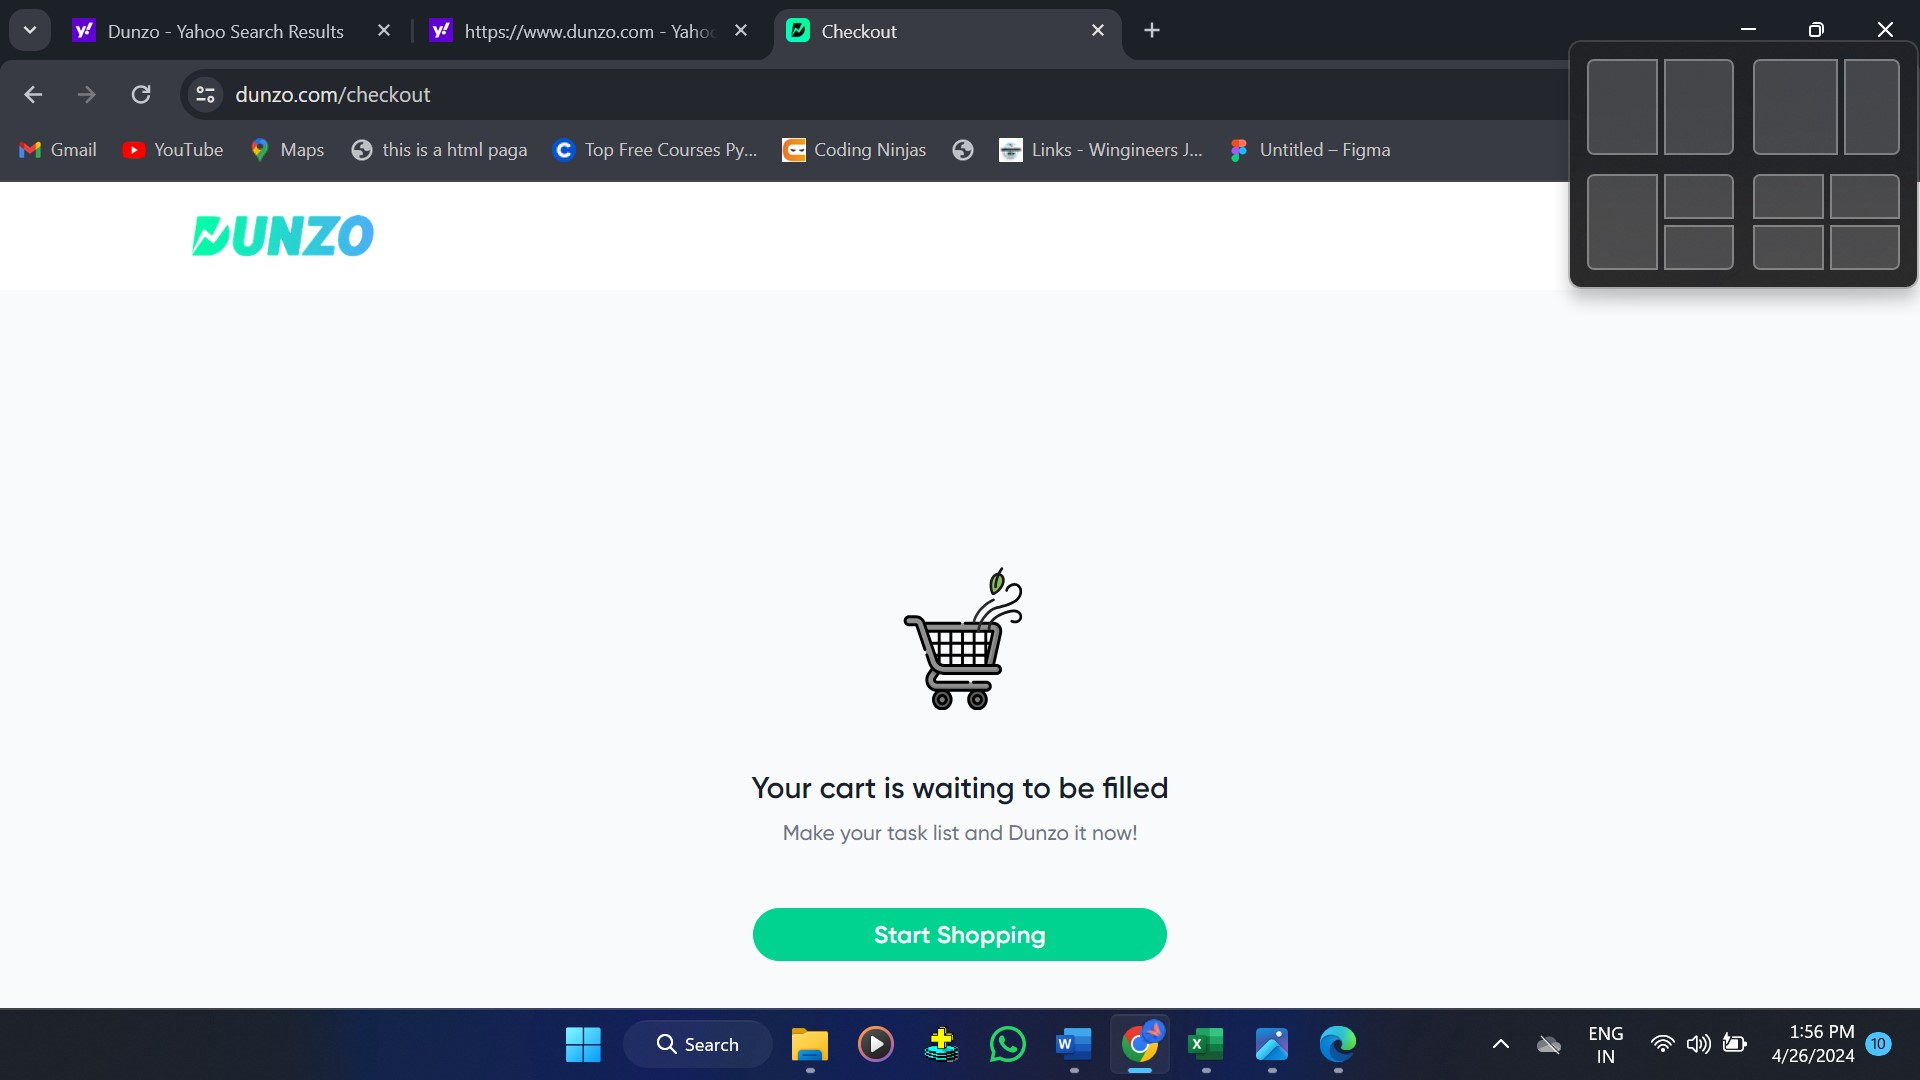 Dunzo - Yahoo Search Results
https://www.dunzo.com - Yaho
Checkout
dunzo.com/checkout
Gmail
YouTube
Maps
this is a html paga
Top Free Courses Py...
Coding Ninjas
Links - Wingineers J...
Untitled – Figma
DUNZO
Your cart is waiting to be filled
Make your task list and Dunzo it now!
Start Shopping
Search
ENG
IN
1:56 PM
4/26/2024
10